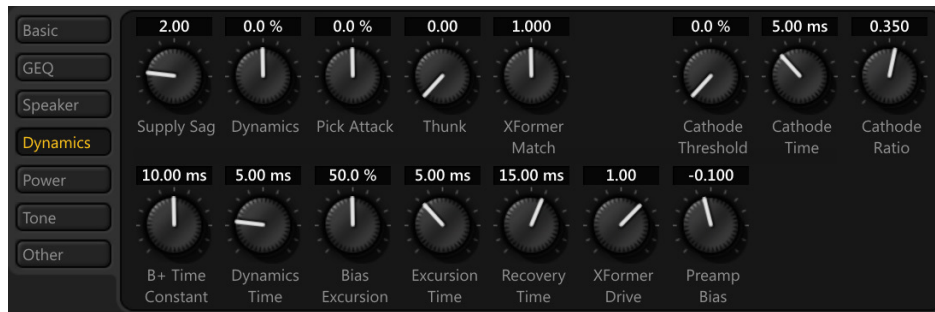 Basic
GEQ
Speaker
Dynamics
Power
Tone
Other
2.00 0.0 % 0.0 % 0.00 1.000 0.0 % 5.00 ms 0.350
Supply Sag Dynamics Pick Attack Thunk XFormer Cathode Cathode Cathode
Match Threshold Time Ratio
10.00 ms 5.00 ms 50.0 % 5.00 ms 15.00 ms 1.00 -0.100
B+ Time Dynamics Bias Excursion Recovery XFormer Preamp
Constant Time Excursion Time Time Drive Bias